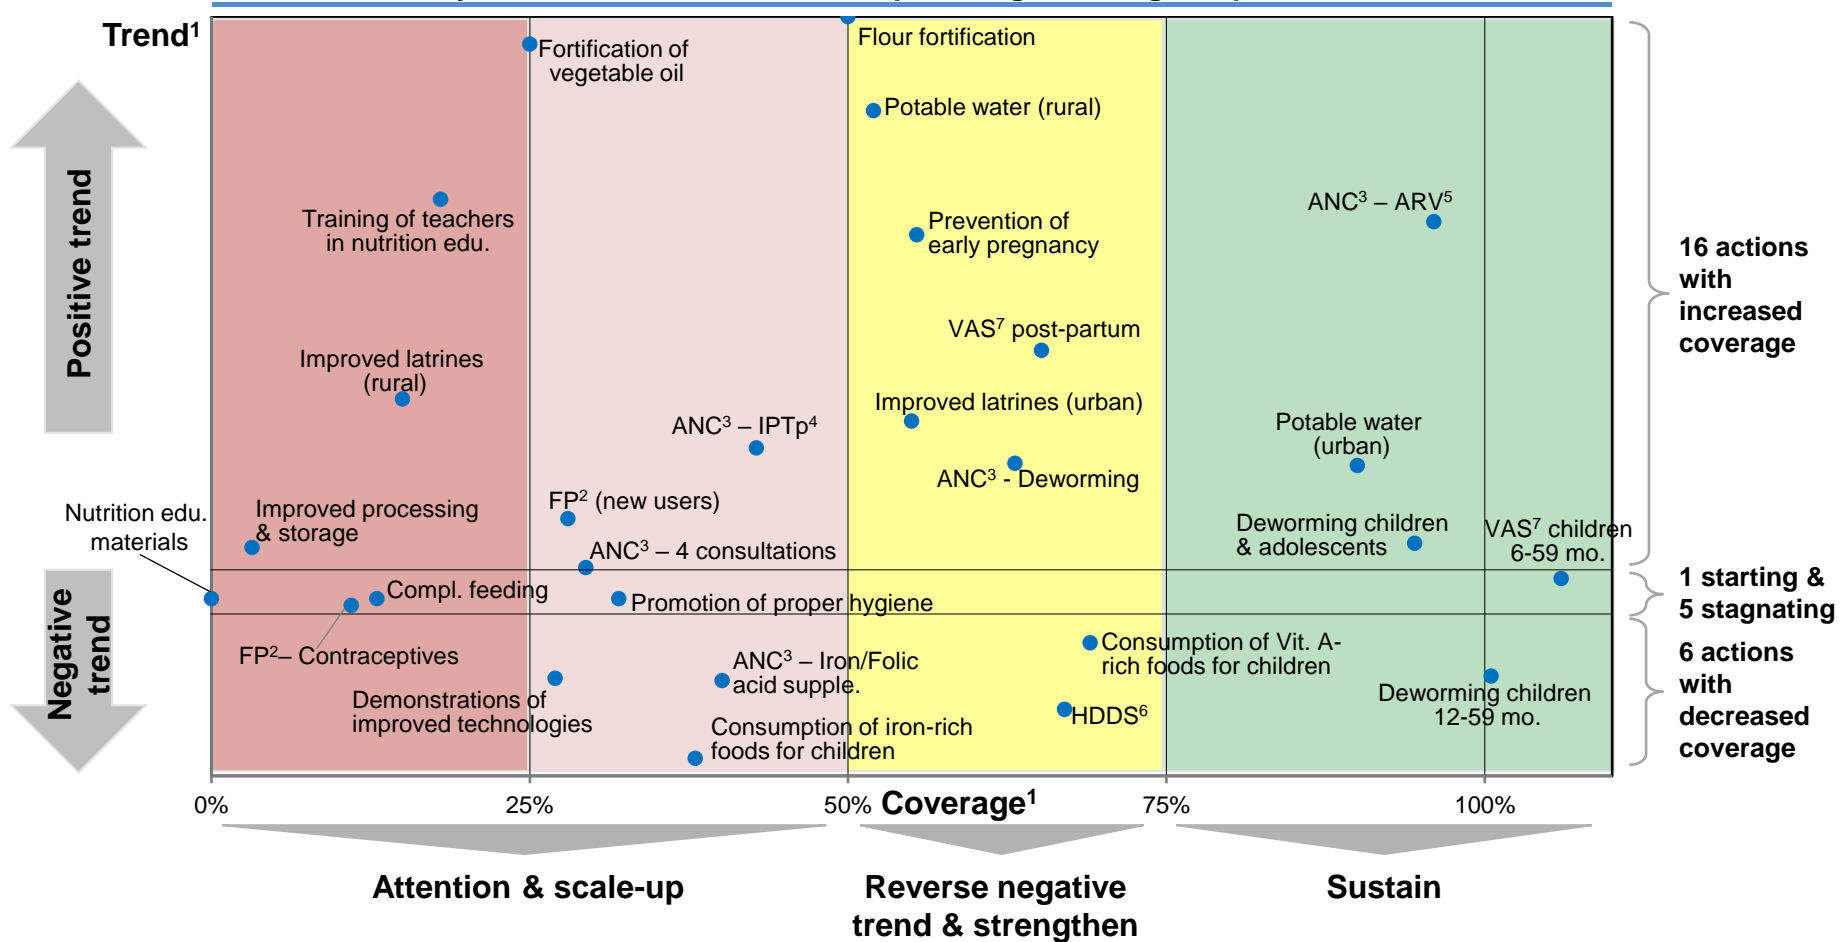 Trend¹
Fortification of
vegetable oil
Flour fortification
Potable water (rural)
Training of teachers
in nutrition edu.
Prevention of
early pregnancy
ANC³ – ARV⁵
Positive trend
16 actions
with
increased
coverage
VAS⁷ post-partum
Improved latrines
(rural)
Improved latrines (urban)
ANC³ – IPTp⁴
Potable water
(urban)
ANC³ - Deworming
FP² (new users)
Nutrition edu.
materials
Improved processing
& storage
Deworming children
& adolescents
VAS⁷ children
6-59 mo.
ANC³ – 4 consultations
Compl. feeding
Promotion of proper hygiene
1 starting &
5 stagnating
Negative
trend
FP²– Contraceptives
ANC³ – Iron/Folic
acid supple.
Consumption of Vit. A-
rich foods for children
Demonstrations of
improved technologies
HDDS⁶
Deworming children
12-59 mo.
Consumption of iron-rich
foods for children
6 actions
with
decreased
coverage
0%
25%
50%
Coverage¹
75%
100%
Attention & scale-up
Reverse negative
trend & strengthen
Sustain